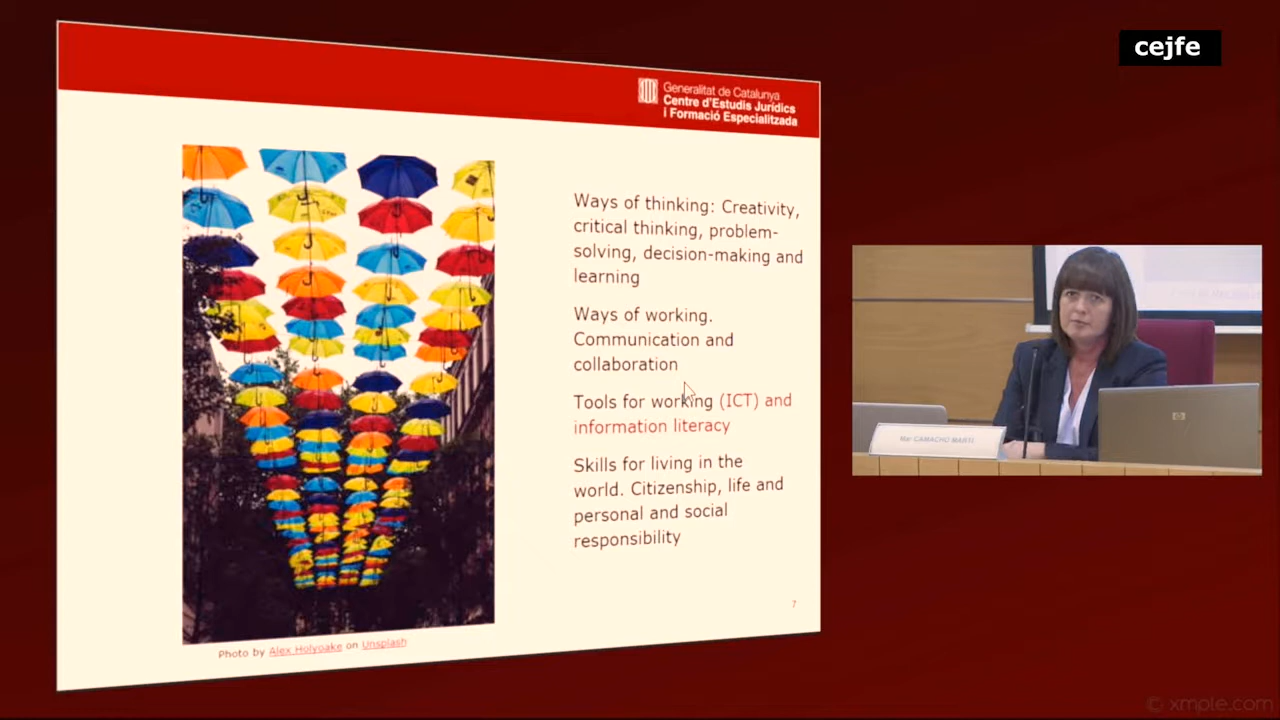 cejfe
Generalitat de Catalunya
Centre d'Estudis Jurídics
i Formació Especialitzada
Ways of thinking: Creativity,
critical thinking, problem-
solving, decision-making and
learning
Ways of working.
Communication and
collaboration
Tools for working (ICT) and
information literacy
Skills for living in the
world. Citizenship, life and
personal and social
responsibility
7
Photo by Alex Holyoake on Unsplash
Mar CAMACHO MARTÍ
hp
© xmple.com